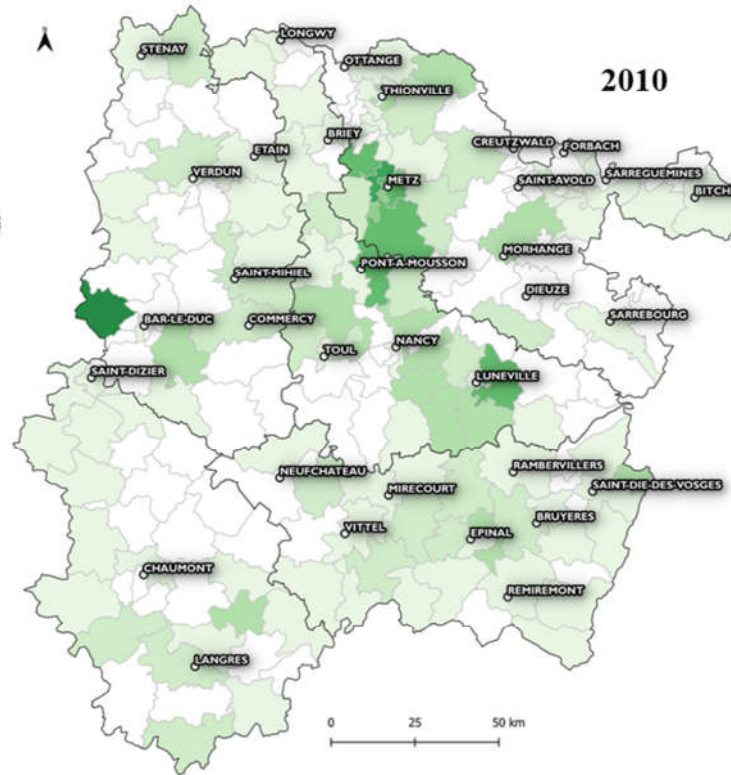 LONGWY
STENAY
OTTANGE
2010
THIONVILLE
BRIEY
CREUTZWALD
FORBACH
ETAIN
VERDUN
METZ
SAINT-AVOLD
SARREGUEMINES
BITCH
MORHANGE
PONT-A-MOUSSON
SAINT-MIHIEL
DIEUZE
BAR-LE-DUC
COMMERCY
SARREBOURG
NANCY
TOUL
SAINT-DIZIER
LUNEVILLE
NEUFCHATEAU
RAMBERVILLERS
MIRECOURT
SAINT-DIE-DES-VOSGES
BRUYERES
VITTEL
EPINAL
CHAUMONT
REMIREMONT
LANGRES
0 25 50 km